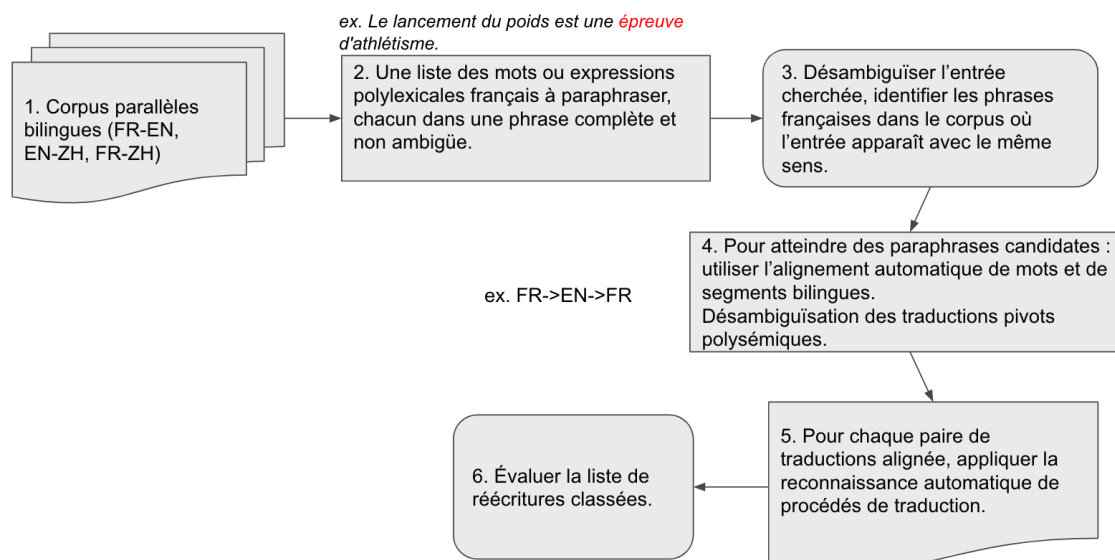 ex. Le lancement du poids est une épreuve
d'athlétisme.
1. Corpus parallèles
bilingues (FR-EN,
EN-ZH, FR-ZH)
2. Une liste des mots ou expressions
polylexicales français à paraphraser,
chacun dans une phrase complète et
non ambigüe.
3. Désambiguïser l'entrée
cherchée, identifier les phrases
françaises dans le corpus où
l'entrée apparaît avec le même
sens.
4. Pour atteindre des paraphrases candidates :
utiliser l'alignement automatique de mots et de
segments bilingues.
Désambiguïsation des traductions pivots
polysémiques.
ex. FR->EN->FR
5. Pour chaque paire de
traductions alignée, appliquer la
reconnaissance automatique de
procédés de traduction.
6. Évaluer la liste de
réécritures classées.